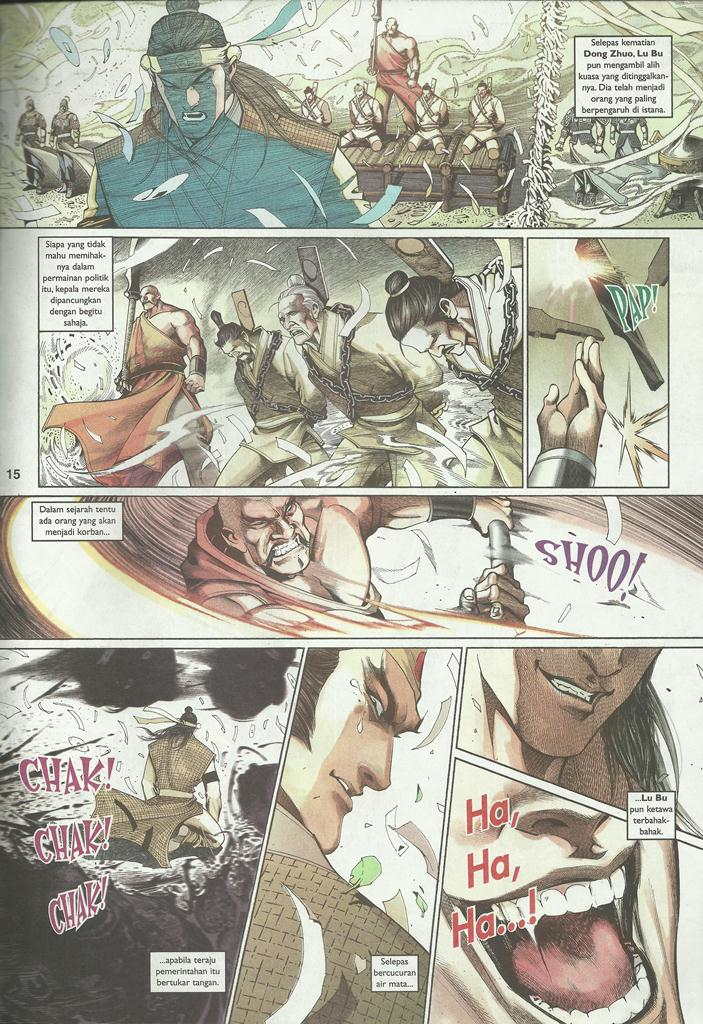 Selepas kematian
Dong Zhuo, Lu Bu
pun mengambil alih
kuasa yang ditinggalkan-
nya. Dia telah menjadi
orang yang paling
berpengaruh di istana.
Siapa yang tidak
mahu memihak-
nya dalam
permainan politik
itu, kepala mereka
dipancungkan
dengan begitu
sahaja.
PAP!
15
Dalam sejarah tentu
ada orang yang akan
menjadi korban...
SHOO!
CHAK!
CHAK!
CHAK!
...apabila teraju
pemerintahan itu
bertukar tangan.
Selepas
bercucuran
air mata...
...Lu Bu
pun ketawa
terbahak-
bahak.
Ha,
Ha,
Ha...!